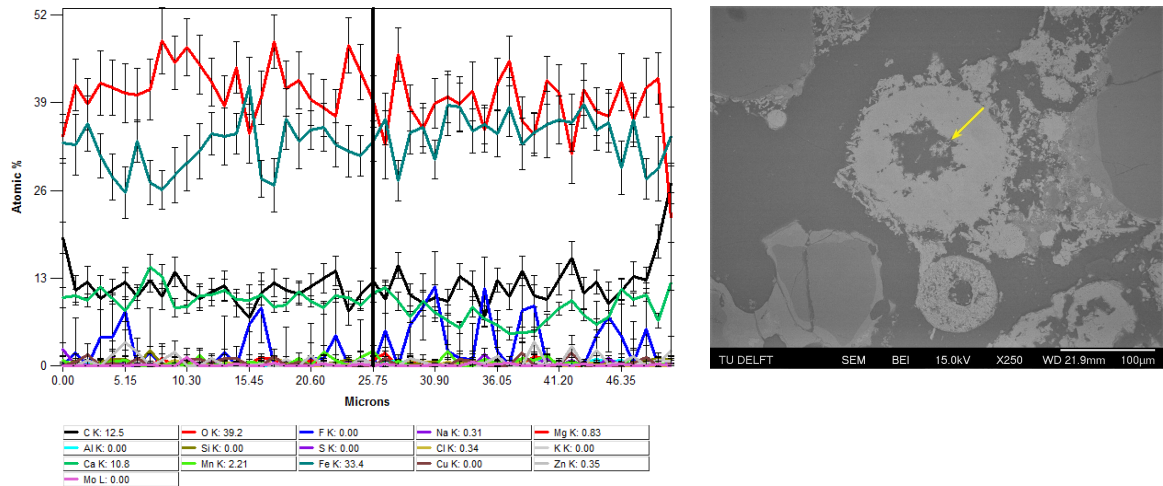 52
39
26
13
0
Atomic %
0.00 5.15 10.30 15.45 20.60 25.75 30.90 36.05 41.20 46.35
Microns
C K: 12.5 O K: 39.2 F K: 0.00 Na K: 0.31 Mg K: 0.83
Al K: 0.00 Si K: 0.00 S K: 0.00 Cl K: 0.34 K K: 0.00
Ca K: 10.8 Mn K: 2.21 Fe K: 33.4 Cu K: 0.00 Zn K: 0.35
Mo L: 0.00
TU DELFT SEM BEI 15.0kV X250 WD 21.9mm 100µm